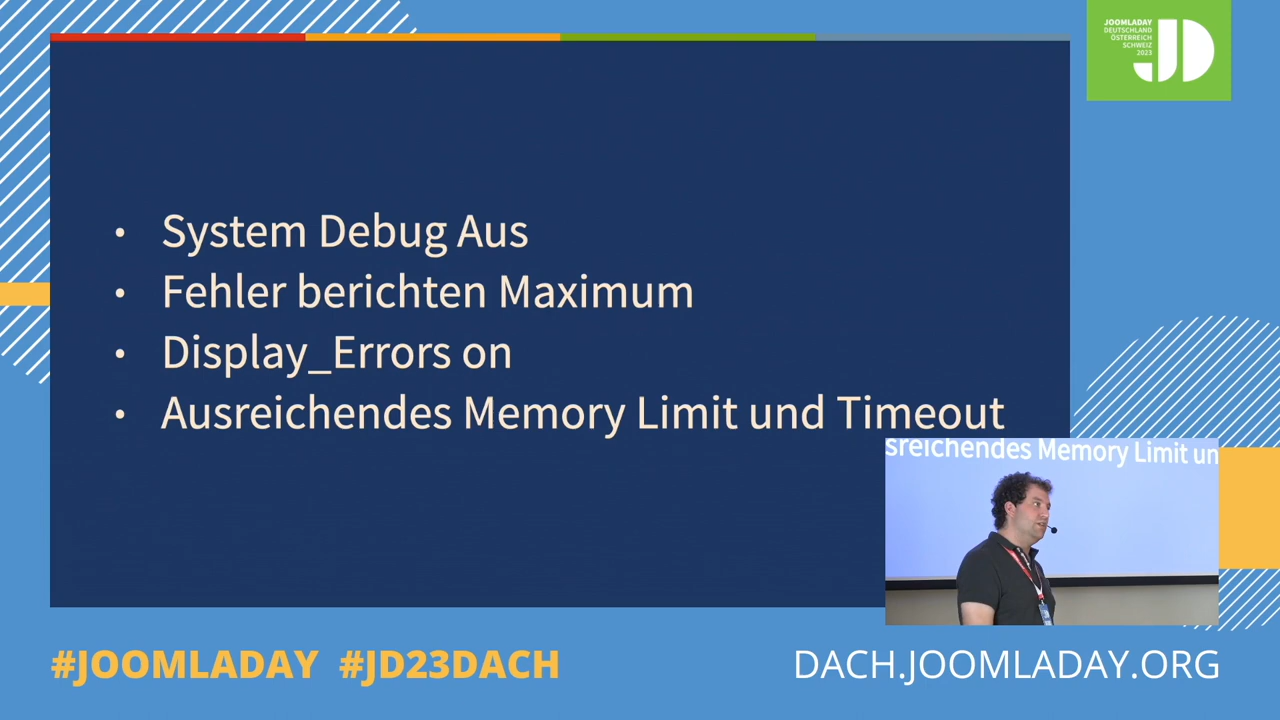 JOOMLADAY
DEUTSCHLAND
ÖSTERREICH
SCHWEIZ
2023
JD
• System Debug Aus
• Fehler berichten Maximum
• Display_Errors on
• Ausreichendes Memory Limit und Timeout
sreichendes Memory Limit un
#JOOMLADAY #JD23DACH
DACH.JOOMLADAY.ORG